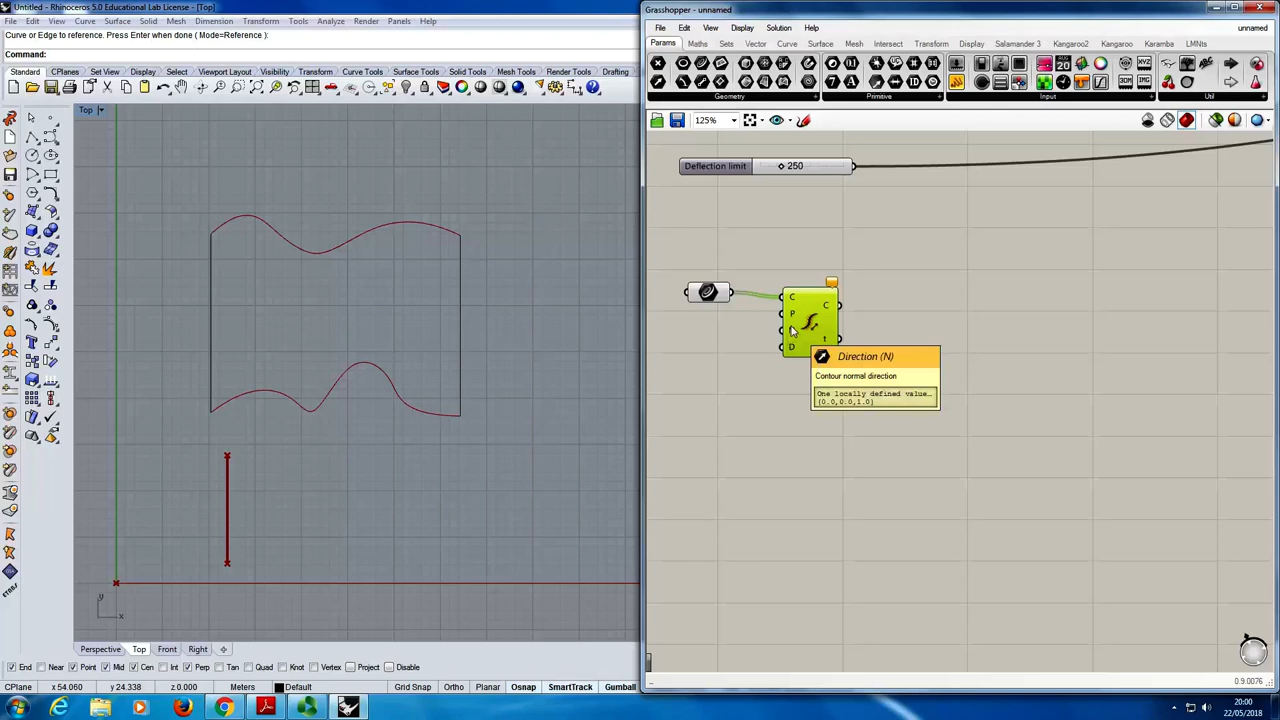 Untitled - Rhinoceros 5.0 Educational Lab License - [Top]
File Edit View Curve Surface Solid Mesh Dimension Transform Tools Analyze Render Panels Help
Curve or Edge to reference. Press Enter when done ( Mode=Reference ):
Command:
Standard CPlanes Set View Display Select Viewport Layout Visibility Transform Curve Tools Surface Tools Solid Tools Mesh Tools Render Tools Drafting
Top
y
x
Perspective Top Front Right
End Near Point Mid Cen Int Perp Tan Quad Knot Vertex Project Disable
CPlane x 54.060 y 24.338 z 0.000 Meters Default Grid Snap Ortho Planar Osnap SmartTrack Gumball
Grasshopper - unnamed
File Edit View Display Solution Help unnamed
Params Maths Sets Vector Curve Surface Mesh Intersect Transform Display Salamander 3 Kangaroo2 Kangaroo Karamba LMNts
Geometry Primitive Input Util
125%
Deflection limit 250
C
P
D
C
t
Direction (N)
Contour normal direction
One locally defined value…
{0.0,0.0,1.0}
0.9.0076
20:00
22/05/2018